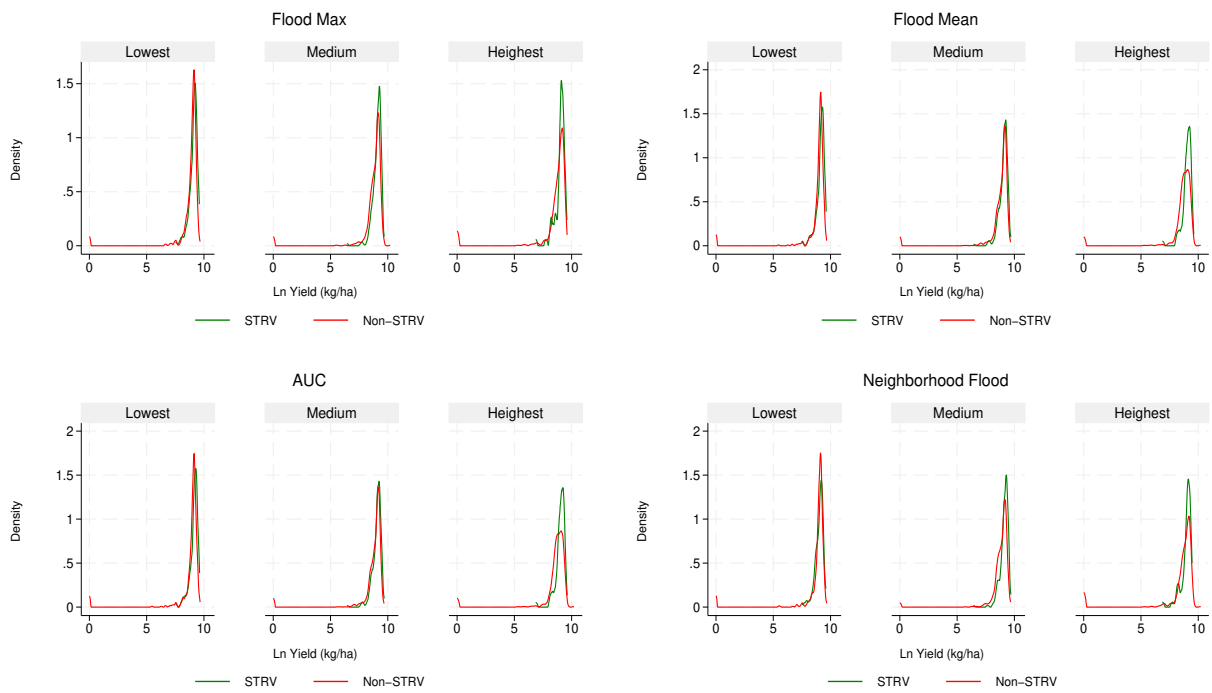 Flood Max
Lowest Medium Heighest
Density
1.5
1
.5
0
0 5 10 0 5 10 0 5 10
Ln Yield (kg/ha)
STRV Non-STRV
Flood Mean
Lowest Medium Heighest
Density
2
1.5
1
.5
0
0 5 10 0 5 10 0 5 10
Ln Yield (kg/ha)
STRV Non-STRV
AUC
Lowest Medium Heighest
Density
2
1.5
1
.5
0
0 5 10 0 5 10 0 5 10
Ln Yield (kg/ha)
STRV Non-STRV
Neighborhood Flood
Lowest Medium Heighest
Density
2
1.5
1
.5
0
0 5 10 0 5 10 0 5 10
Ln Yield (kg/ha)
STRV Non-STRV